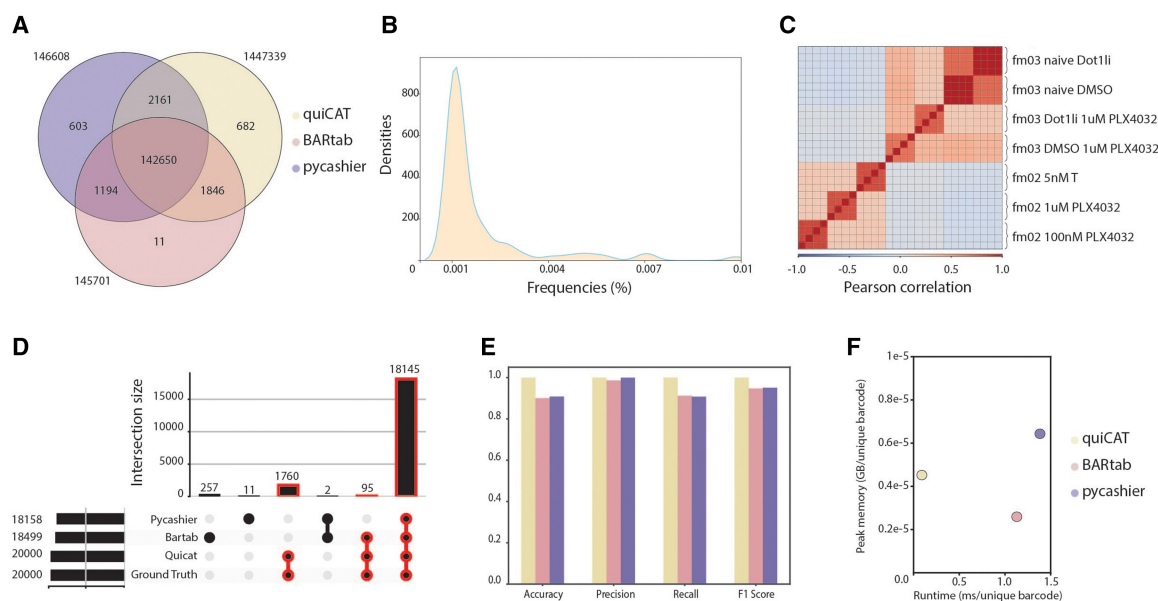 A
146608
1447339
2161
603
682
142650
1194
1846
11
145701
quiCAT
BARtab
pycashier
B
Densities
800
600
400
200
0
0.001
0.004
0.007
0.01
Frequencies (%)
C
fm03 naive Dot1li
fm03 naive DMSO
fm03 Dot1li 1uM PLX4032
fm03 DMSO 1uM PLX4032
fm02 5nM T
fm02 1uM PLX4032
fm02 100nM PLX4032
-1.0 -0.5 0.0 0.5 1.0
Pearson correlation
D
Intersection size
15000
10000
5000
0
257
11
1760
2
95
18145
18158 Pycashier
18499 Bartab
20000 Quicat
20000 Ground Truth
E
1.0
0.8
0.6
0.4
0.2
0.0
Accuracy Precision Recall F1 Score
F
Peak memory (GB/unique barcode)
1e-5
0.8e-5
0.6e-5
0.4e-5
0.2e-5
0.0
0.5 1.0 1.5
Runtime (ms/unique barcode)
quiCAT
BARtab
pycashier